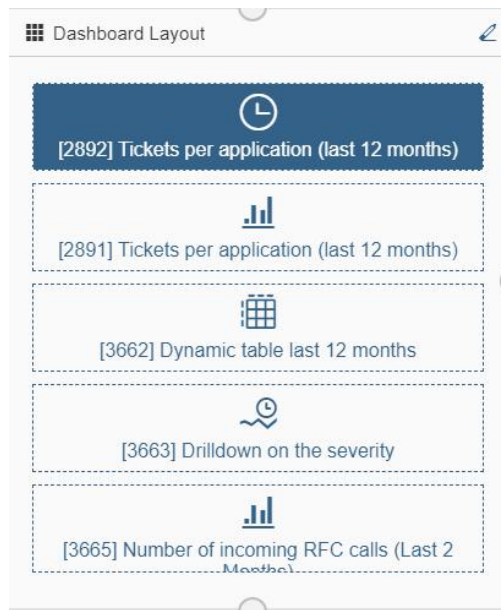 Dashboard Layout
[2892] Tickets per application (last 12 months)
[2891] Tickets per application (last 12 months)
[3662] Dynamic table last 12 months
[3663] Drilldown on the severity
[3665] Number of incoming RFC calls (Last 2
Months)